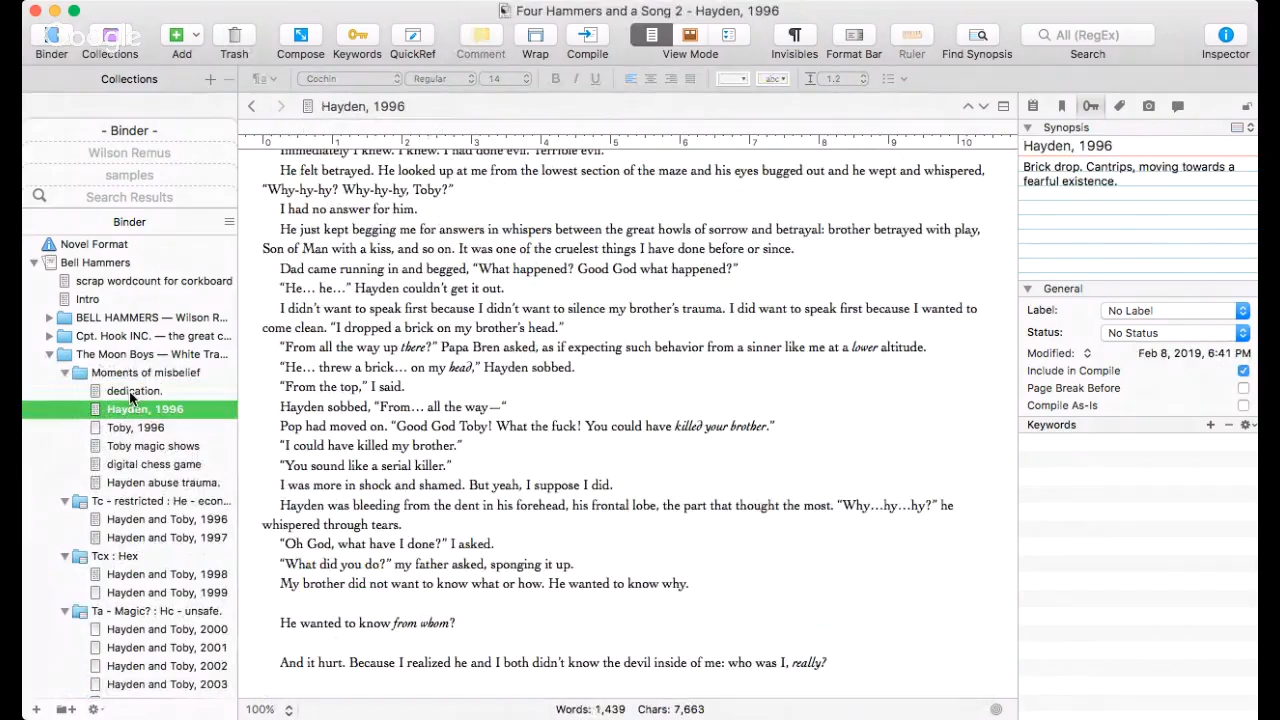 Four Hammers and a Song 2 - Hayden, 1996
Google
Binder Collections Add Trash Compose Keywords QuickRef Comment Wrap Compile View Mode Invisibles Format Bar Ruler Find Synopsis Search Inspector
All (RegEx)
Collections
Cochin Regular 14 B I U abc 1.2
- Binder -
Wilson Remus
samples
Search Results
Binder
Novel Format
Bell Hammers
scrap wordcount for corkboard
Intro
BELL HAMMERS — Wilson R...
Cpt. Hook INC. — the great c...
The Moon Boys — White Tra...
Moments of misbelief
dedication.
Hayden, 1996
Toby, 1996
Toby magic shows
digital chess game
Hayden abuse trauma.
Tc - restricted : He - econ...
Hayden and Toby, 1996
Hayden and Toby, 1997
Tcx : Hex
Hayden and Toby, 1998
Hayden and Toby, 1999
Ta - Magic? : Hc - unsafe.
Hayden and Toby, 2000
Hayden and Toby, 2001
Hayden and Toby, 2002
Hayden and Toby, 2003
Hayden, 1996
0 1 2 3 4 5 6 7 8 9 10
Immediately I knew. I knew. I had done evil. Terrible evil.
He felt betrayed. He looked up at me from the lowest section of the maze and his eyes bugged out and he wept and whispered,
“Why-hy-hy? Why-hy-hy, Toby?”
I had no answer for him.
He just kept begging me for answers in whispers between the great howls of sorrow and betrayal: brother betrayed with play,
Son of Man with a kiss, and so on. It was one of the cruelest things I have done before or since.
Dad came running in and begged, “What happened? Good God what happened?”
“He… he…” Hayden couldn’t get it out.
I didn’t want to speak first because I didn’t want to silence my brother’s trauma. I did want to speak first because I wanted to
come clean. “I dropped a brick on my brother’s head.”
“From all the way up there?” Papa Bren asked, as if expecting such behavior from a sinner like me at a lower altitude.
“He… threw a brick… on my head,” Hayden sobbed.
“From the top,” I said.
Hayden sobbed, “From… all the way—“
Pop had moved on. “Good God Toby! What the fuck! You could have killed your brother.”
“I could have killed my brother.”
“You sound like a serial killer.”
I was more in shock and shamed. But yeah, I suppose I did.
Hayden was bleeding from the dent in his forehead, his frontal lobe, the part that thought the most. “Why…hy…hy?” he
whispered through tears.
“Oh God, what have I done?” I asked.
“What did you do?” my father asked, sponging it up.
My brother did not want to know what or how. He wanted to know why.
He wanted to know from whom?
And it hurt. Because I realized he and I both didn’t know the devil inside of me: who was I, really?
100% Words: 1,439 Chars: 7,663
Synopsis
Hayden, 1996
Brick drop. Cantrips, moving towards a
fearful existence.
General
Label: No Label
Status: No Status
Modified: Feb 8, 2019, 6:41 PM
Include in Compile
Page Break Before
Compile As-Is
Keywords